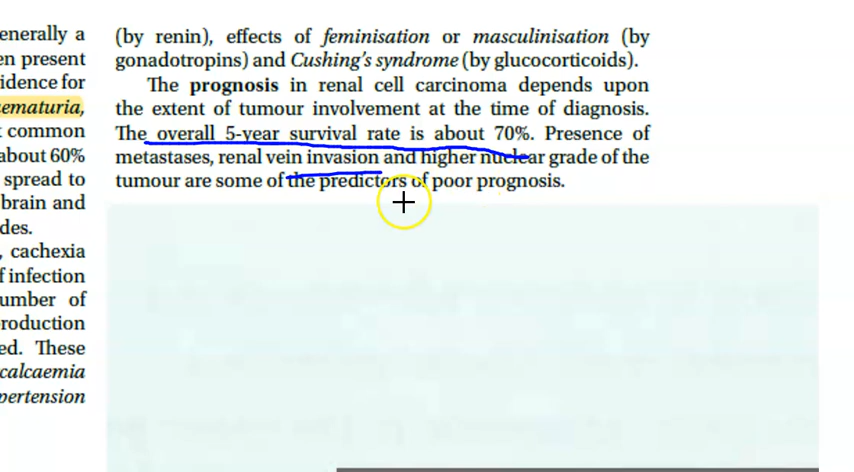 enerally a
en present
idence for
ematuria,
common
about 60%
spread to
brain and
des.
, cachexia
f infection
umber of
roduction
ed. These
calcaemia
pertension
(by renin), effects of feminisation or masculinisation (by
gonadotropins) and Cushing's syndrome (by glucocorticoids).
The prognosis in renal cell carcinoma depends upon
the extent of tumour involvement at the time of diagnosis.
The overall 5-year survival rate is about 70%. Presence of
metastases, renal vein invasion and higher nuclear grade of the
tumour are some of the predictors of poor prognosis.